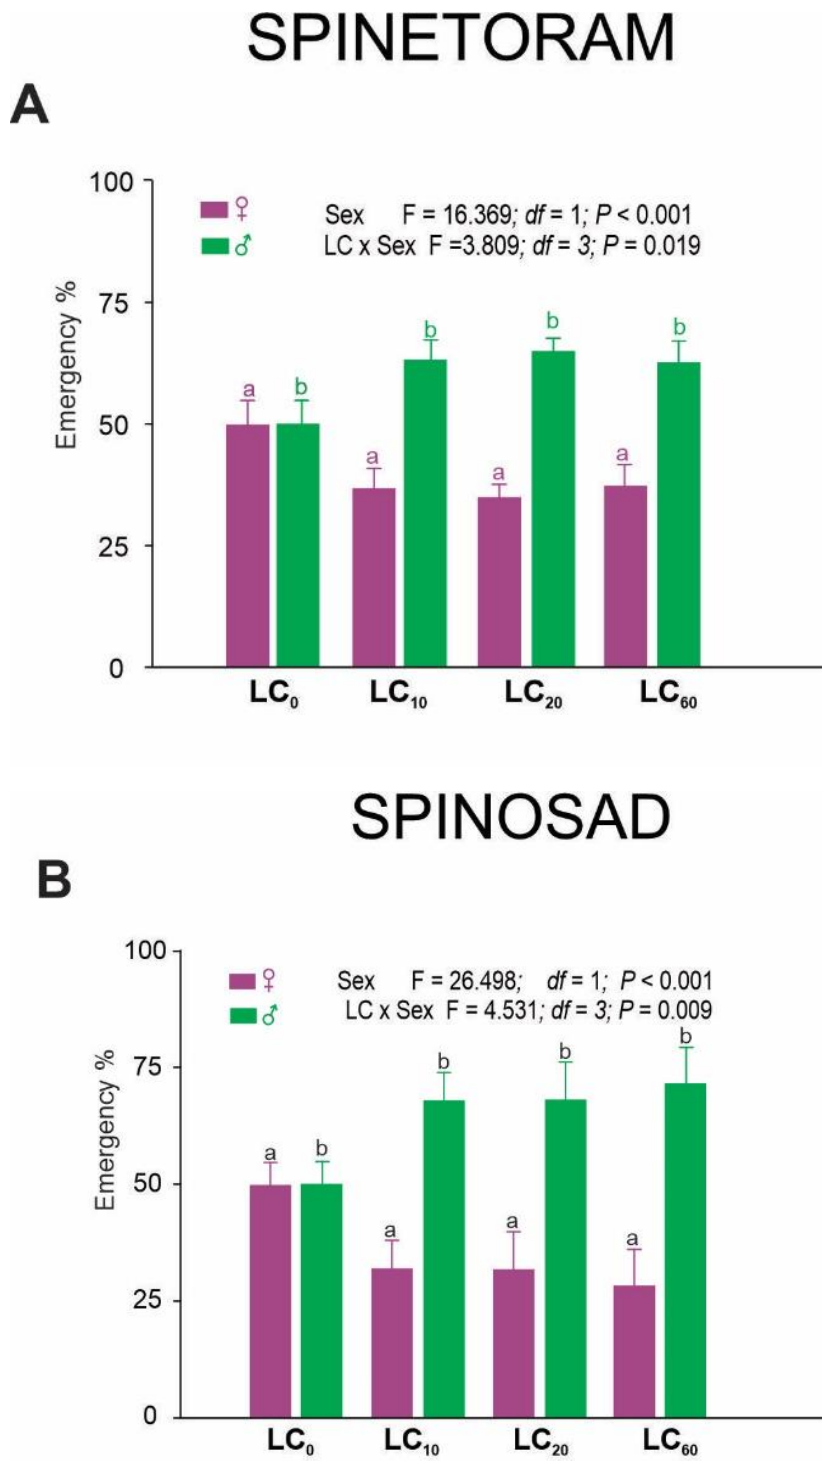 SPINETORAM
A
100
75
50
25
0
Emergency %
♀
♂
Sex F = 16.369; df = 1; P < 0.001
LC x Sex F =3.809; df = 3; P = 0.019
a b a b a b a b
LC₀ LC₁₀ LC₂₀ LC₆₀
SPINOSAD
B
100
75
50
25
0
Emergency %
♀
♂
Sex F = 26.498; df = 1; P < 0.001
LC x Sex F = 4.531; df = 3; P = 0.009
a b a b a b a b
LC₀ LC₁₀ LC₂₀ LC₆₀